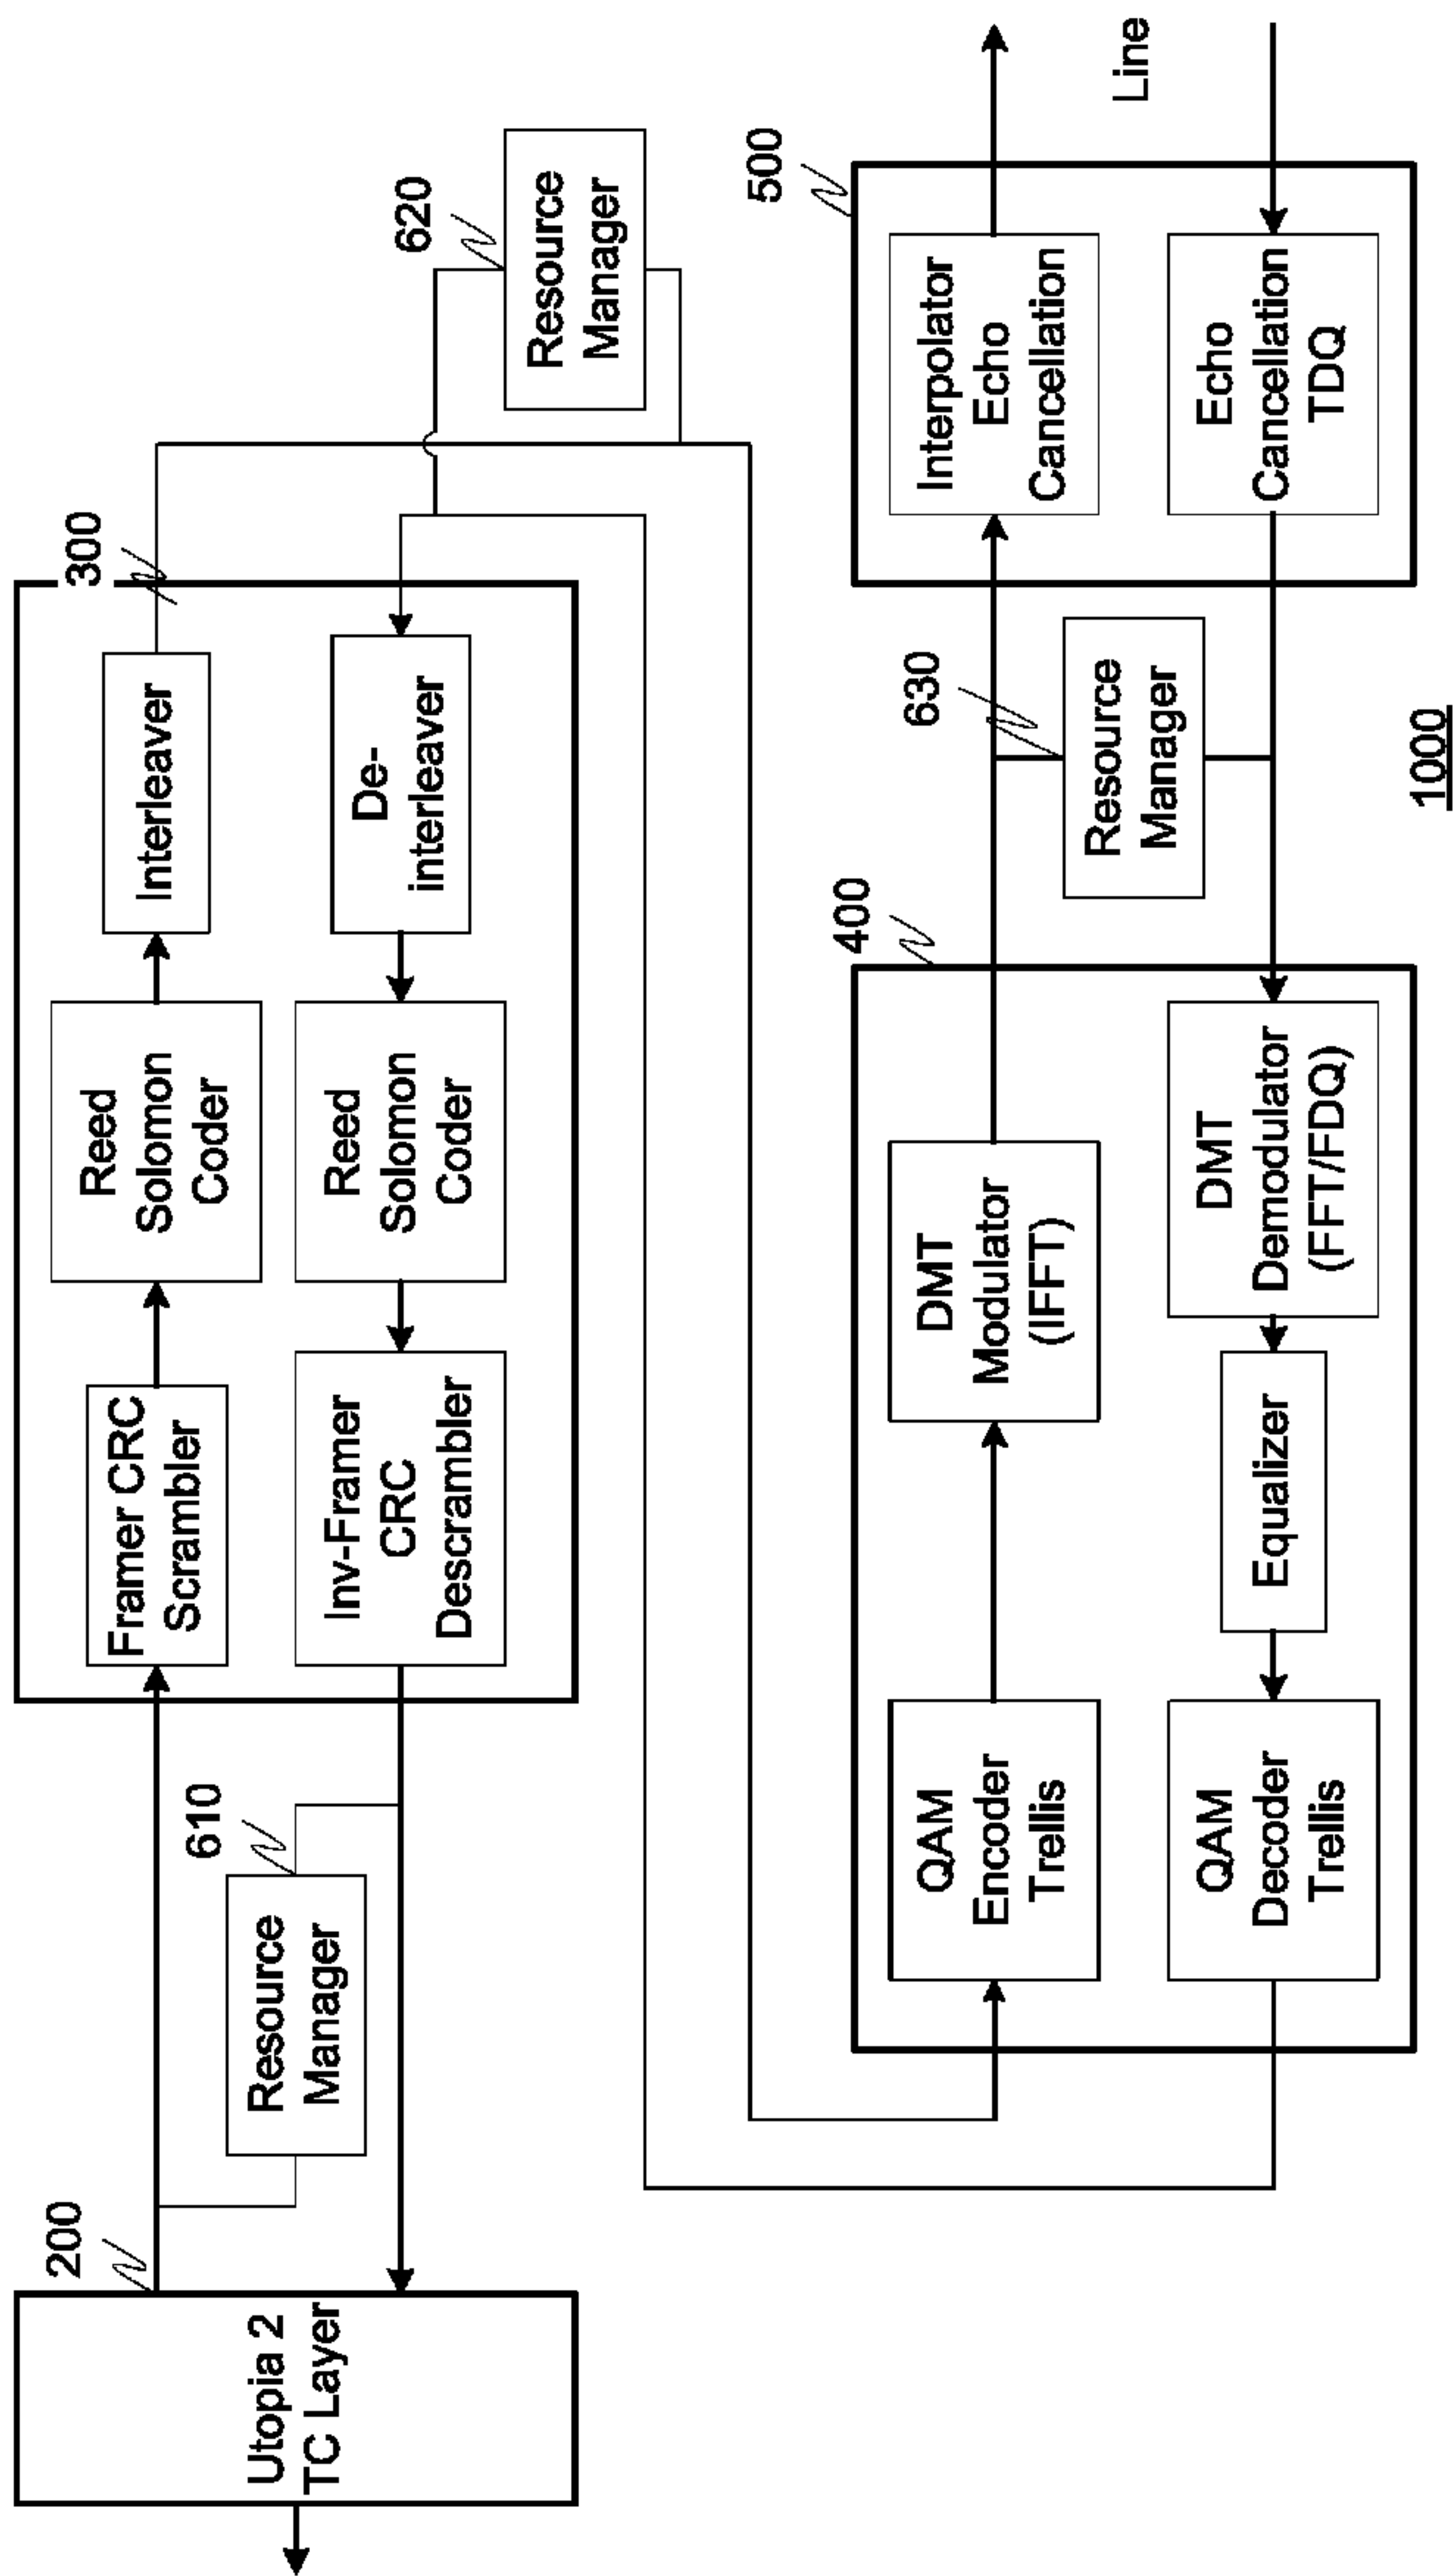 200
Utopia 2
TC Layer
610
Resource
Manager
300
Framer CRC
Scrambler
Reed
Solomon
Coder
Interleaver
Inv-Framer
CRC
Descrambler
Reed
Solomon
Coder
De-
interleaver
620
Resource
Manager
400
QAM
Encoder
Trellis
DMT
Modulator
(IFFT)
QAM
Decoder
Trellis
Equalizer
DMT
Demodulator
(FFT/FDQ)
630
Resource
Manager
500
Interpolator
Echo
Cancellation
Echo
Cancellation
TDQ
Line
1000